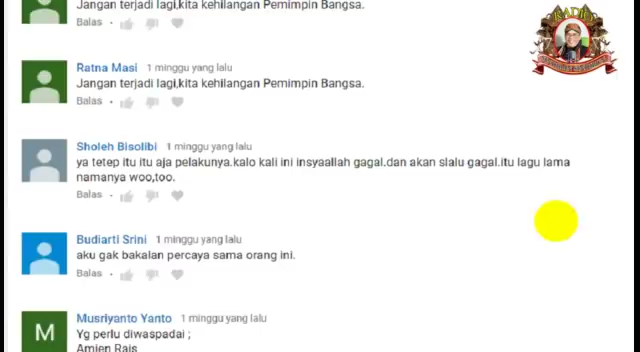 Jangan terjadi lagi,kita kehilangan Pemimpin Bangsa.
Balas
Ratna Masi 1 minggu yang lalu
Jangan terjadi lagi,kita kehilangan Pemimpin Bangsa.
Balas
Sholeh Bisolibi 1 minggu yang lalu
ya tetep itu itu aja pelakunya.kalo kali ini insyaallah gagal.dan akan slalu gagal.itu lagu lama
namanya woo,too.
Balas
Budiarti Srini 1 minggu yang lalu
aku gak bakalan percaya sama orang ini.
Balas
M
Musriyanto Yanto 1 minggu yang lalu
Yg perlu diwaspadai ;
Amien Rais
RADIO